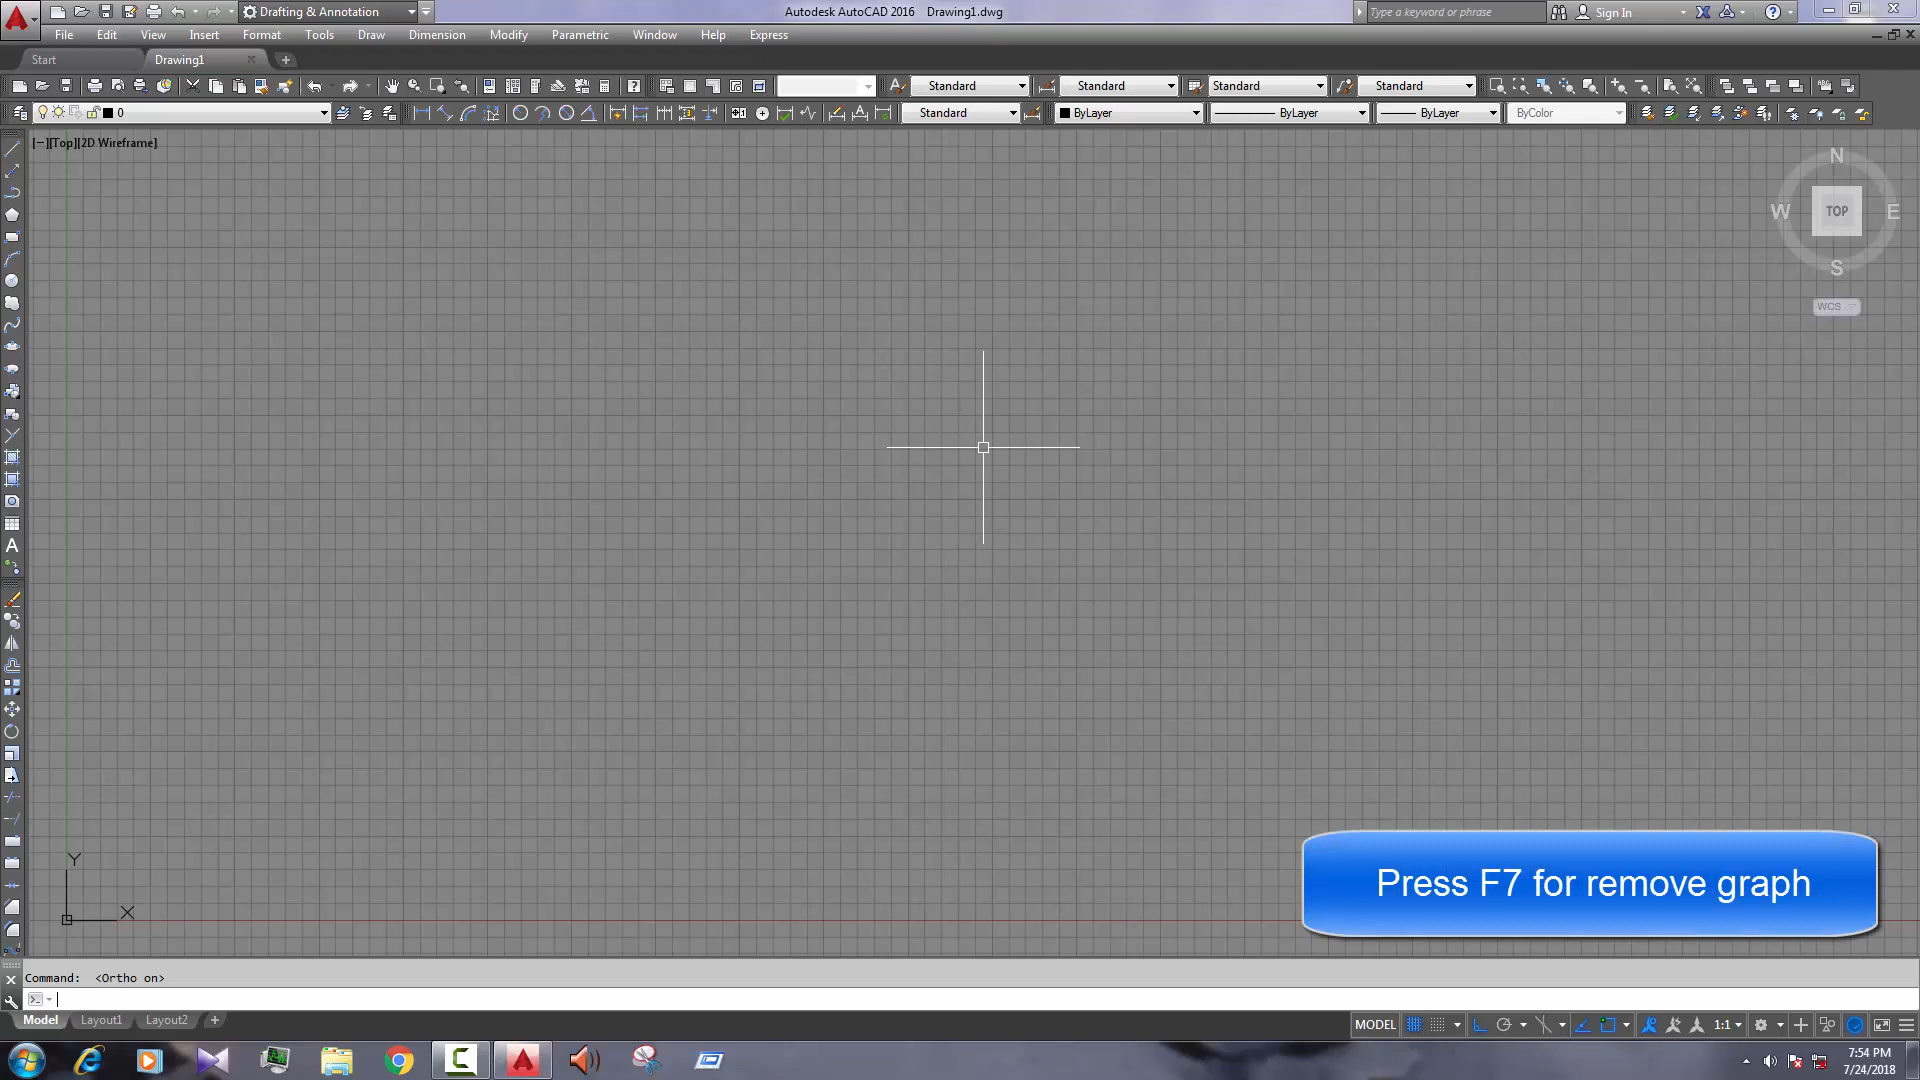 Drafting & Annotation
Autodesk AutoCAD 2016 Drawing1.dwg
Type a keyword or phrase
Sign In
File Edit View Insert Format Tools Draw Dimension Modify Parametric Window Help Express
Start
Drawing1
Standard
Standard
Standard
Standard
0
Standard
ByLayer
ByLayer
ByLayer
ByColor
[−][Top][2D Wireframe]
N
W TOP E
S
WCS
Y
X
Press F7 for remove graph
Command: <Ortho on>
Model Layout1 Layout2
MODEL
1:1
7:54 PM
7/24/2018